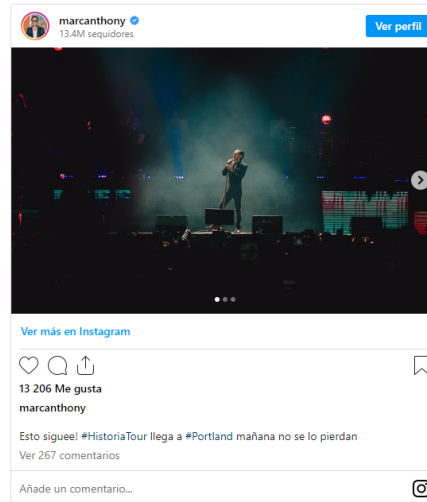 marcanthony
13.4M seguidores
Ver perfil
Ver más en Instagram
13 206 Me gusta
marcanthony
Esto siguee! #HistoriaTour llega a #Portland mañana no se lo pierdan
Ver 267 comentarios
Añade un comentario...